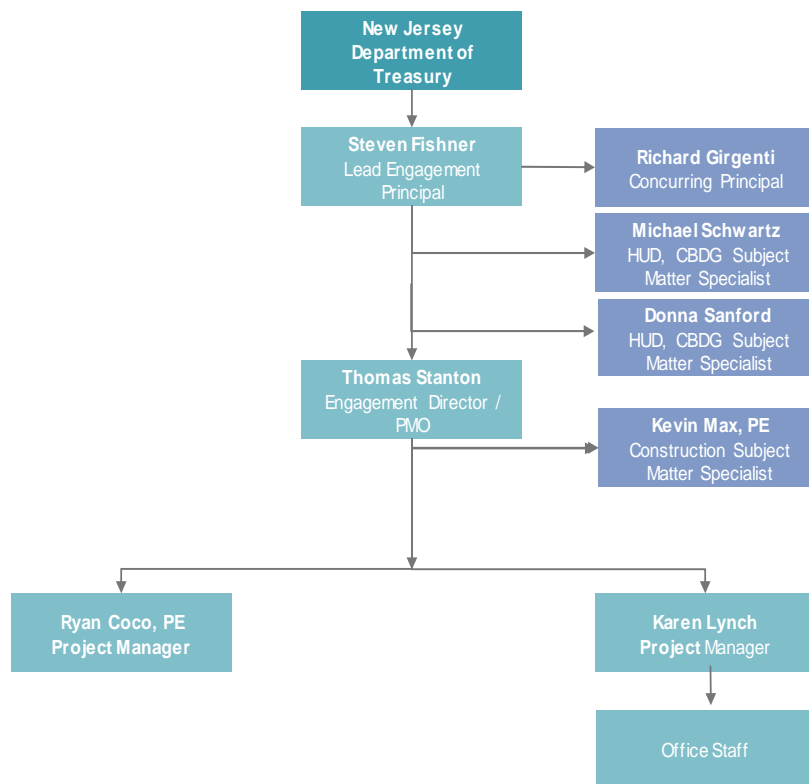 New Jersey
Department of
Treasury
Steven Fishner
Lead Engagement
Principal
Richard Girgenti
Concurring Principal
Michael Schwartz
HUD, CBDG Subject
Matter Specialist
Donna Sanford
HUD, CBDG Subject
Matter Specialist
Thomas Stanton
Engagement Director /
PMO
Kevin Max, PE
Construction Subject
Matter Specialist
Ryan Coco, PE
Project Manager
Karen Lynch
Project Manager
Office Staff